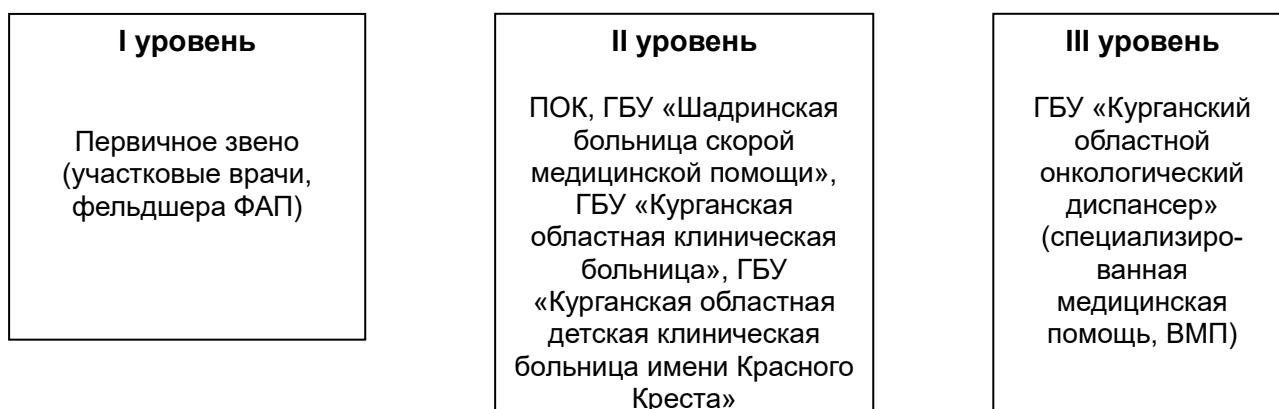 I уровень
Первичное звено
(участковые врачи,
фельдшера ФАП)
II уровень
ПОК, ГБУ «Шадринская
больница скорой
медицинской помощи»,
ГБУ «Курганская
областная клиническая
больница», ГБУ
«Курганская областная
детская клиническая
больница имени Красного
Креста»
III уровень
ГБУ «Курганский
областной
онкологический
диспансер»
(специализиро-
ванная
медицинская
помощь, ВМП)